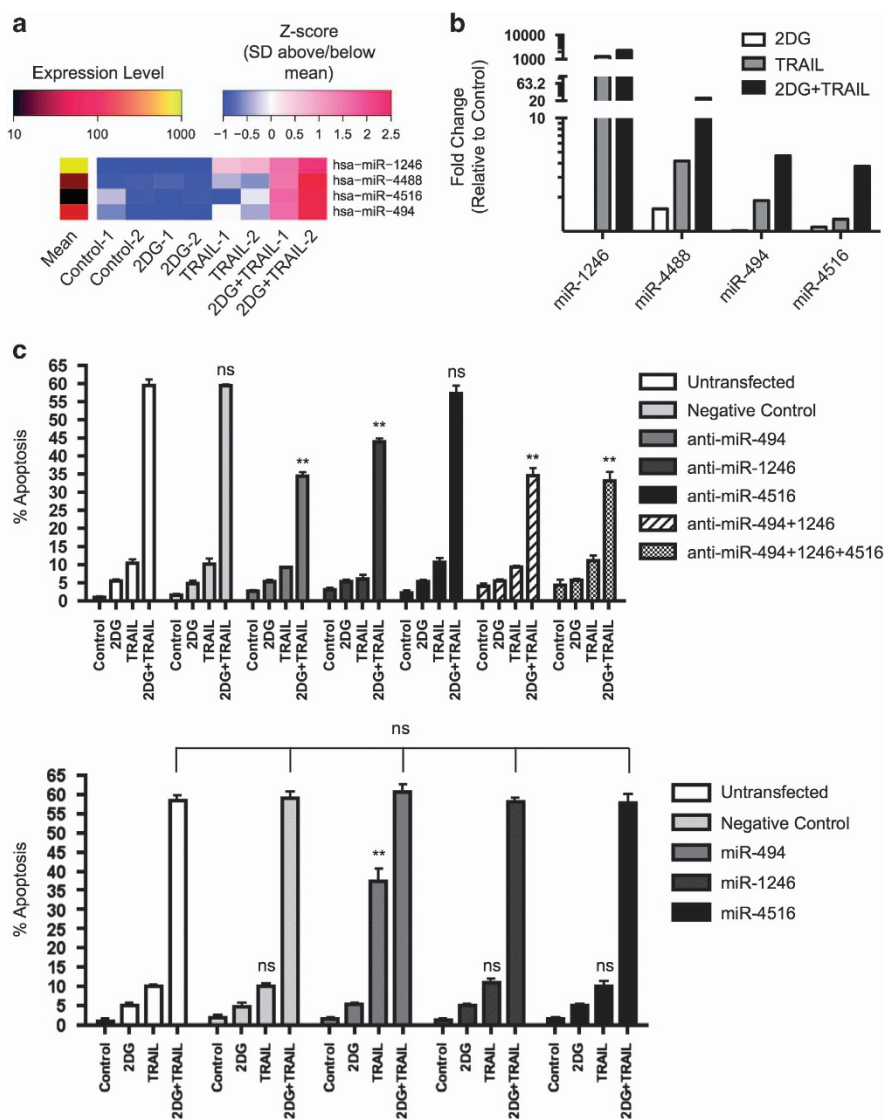 a
Expression Level
10 100 1000
Z-score
(SD above/below
mean)
−1 −0.5 0 0.5 1 1.5 2 2.5
hsa−miR−1246
hsa−miR−4488
hsa−miR−4516
hsa−miR−494
Mean
Control-1
Control-2
2DG-1
2DG-2
TRAIL-1
TRAIL-2
2DG+TRAIL-1
2DG+TRAIL-2
b
Fold Change
(Relative to Control)
10000
1000
63.2
20
10
2DG
TRAIL
2DG+TRAIL
miR-1246
miR-4488
miR-494
miR-4516
c
% Apoptosis
65
60
55
50
45
40
35
30
25
20
15
10
5
0
ns
**
**
ns
**
**
Control 2DG TRAIL 2DG+TRAIL
Control 2DG TRAIL 2DG+TRAIL
Control 2DG TRAIL 2DG+TRAIL
Control 2DG TRAIL 2DG+TRAIL
Control 2DG TRAIL 2DG+TRAIL
Control 2DG TRAIL 2DG+TRAIL
Control 2DG TRAIL 2DG+TRAIL
Untransfected
Negative Control
anti-miR-494
anti-miR-1246
anti-miR-4516
anti-miR-494+1246
anti-miR-494+1246+4516
ns
% Apoptosis
65
60
55
50
45
40
35
30
25
20
15
10
5
0
ns
**
ns
ns
Control 2DG TRAIL 2DG+TRAIL
Control 2DG TRAIL 2DG+TRAIL
Control 2DG TRAIL 2DG+TRAIL
Control 2DG TRAIL 2DG+TRAIL
Control 2DG TRAIL 2DG+TRAIL
Untransfected
Negative Control
miR-494
miR-1246
miR-4516